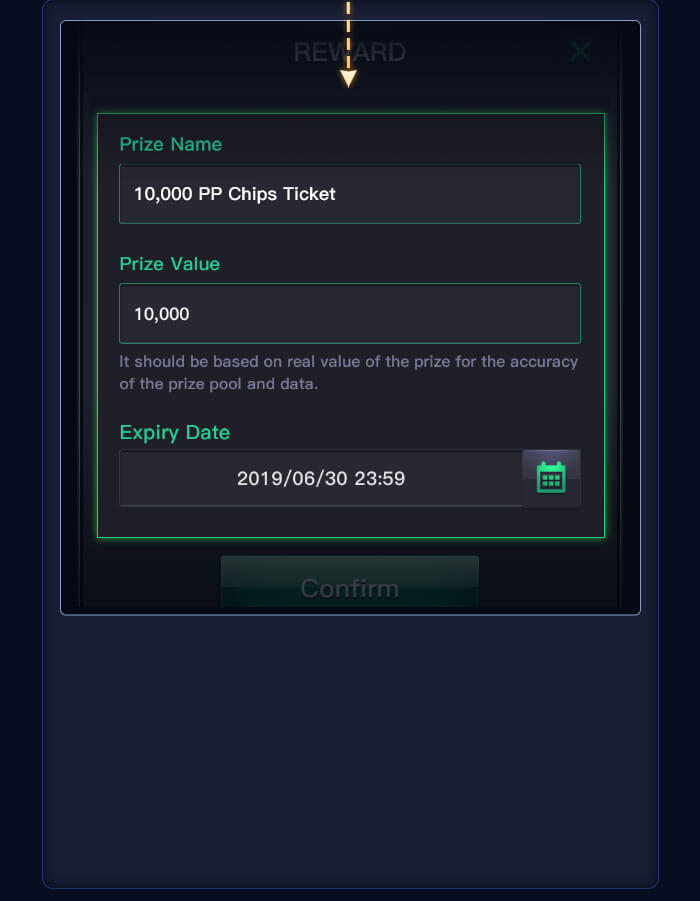 REWARD
Prize Name
10,000 PP Chips Ticket
Prize Value
10,000
It should be based on real value of the prize for the accuracy
of the prize pool and data.
Expiry Date
2019/06/30 23:59
Confirm